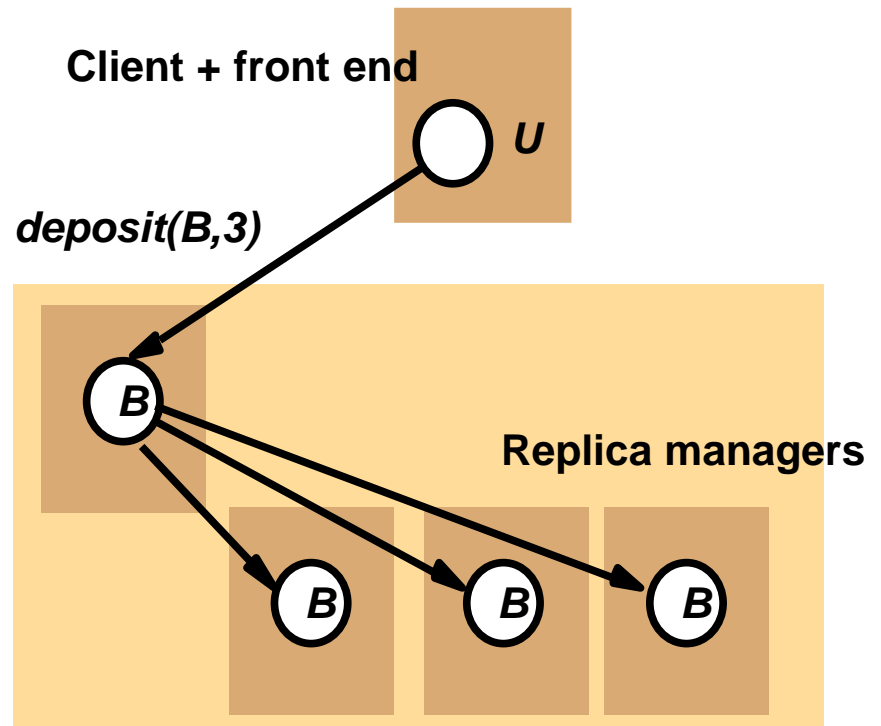 Client + front end
U
deposit(B,3)
B
Replica managers
B
B
B